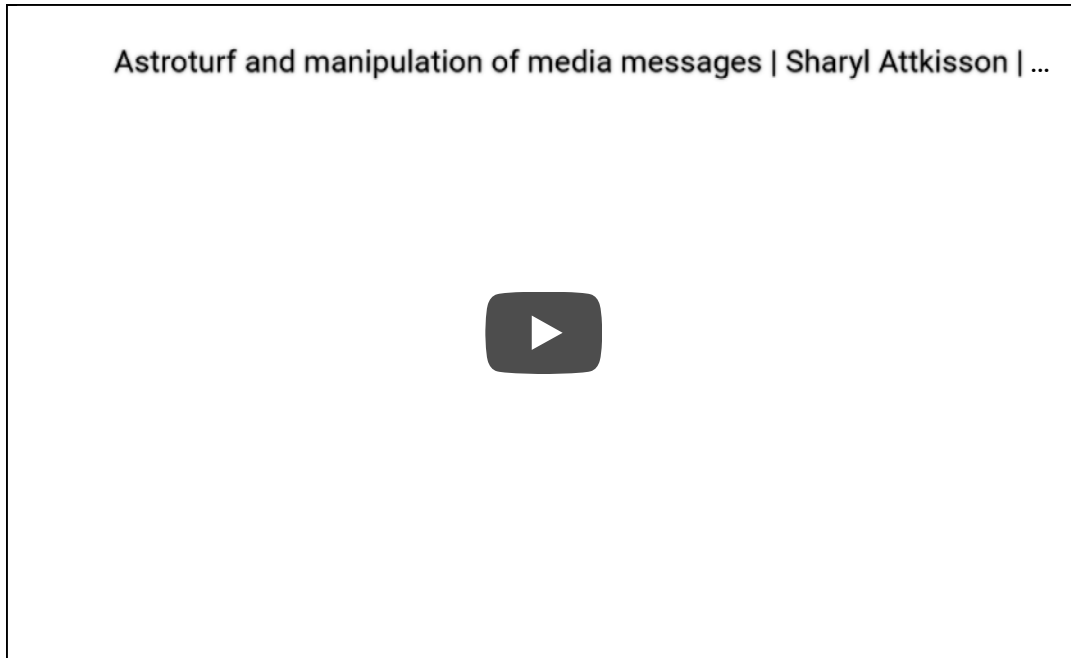 Astroturf and manipulation of media messages | Sharyl Attkisson | ...